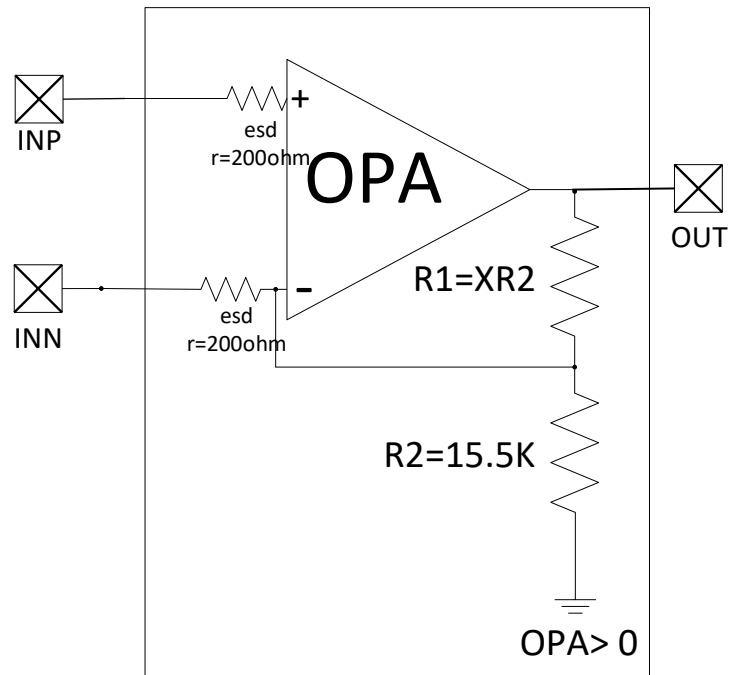 INP
esd
r=200ohm
+
OPA
OUT
R1=XR2
INN
esd
r=200ohm
-
R2=15.5K
OPA> 0